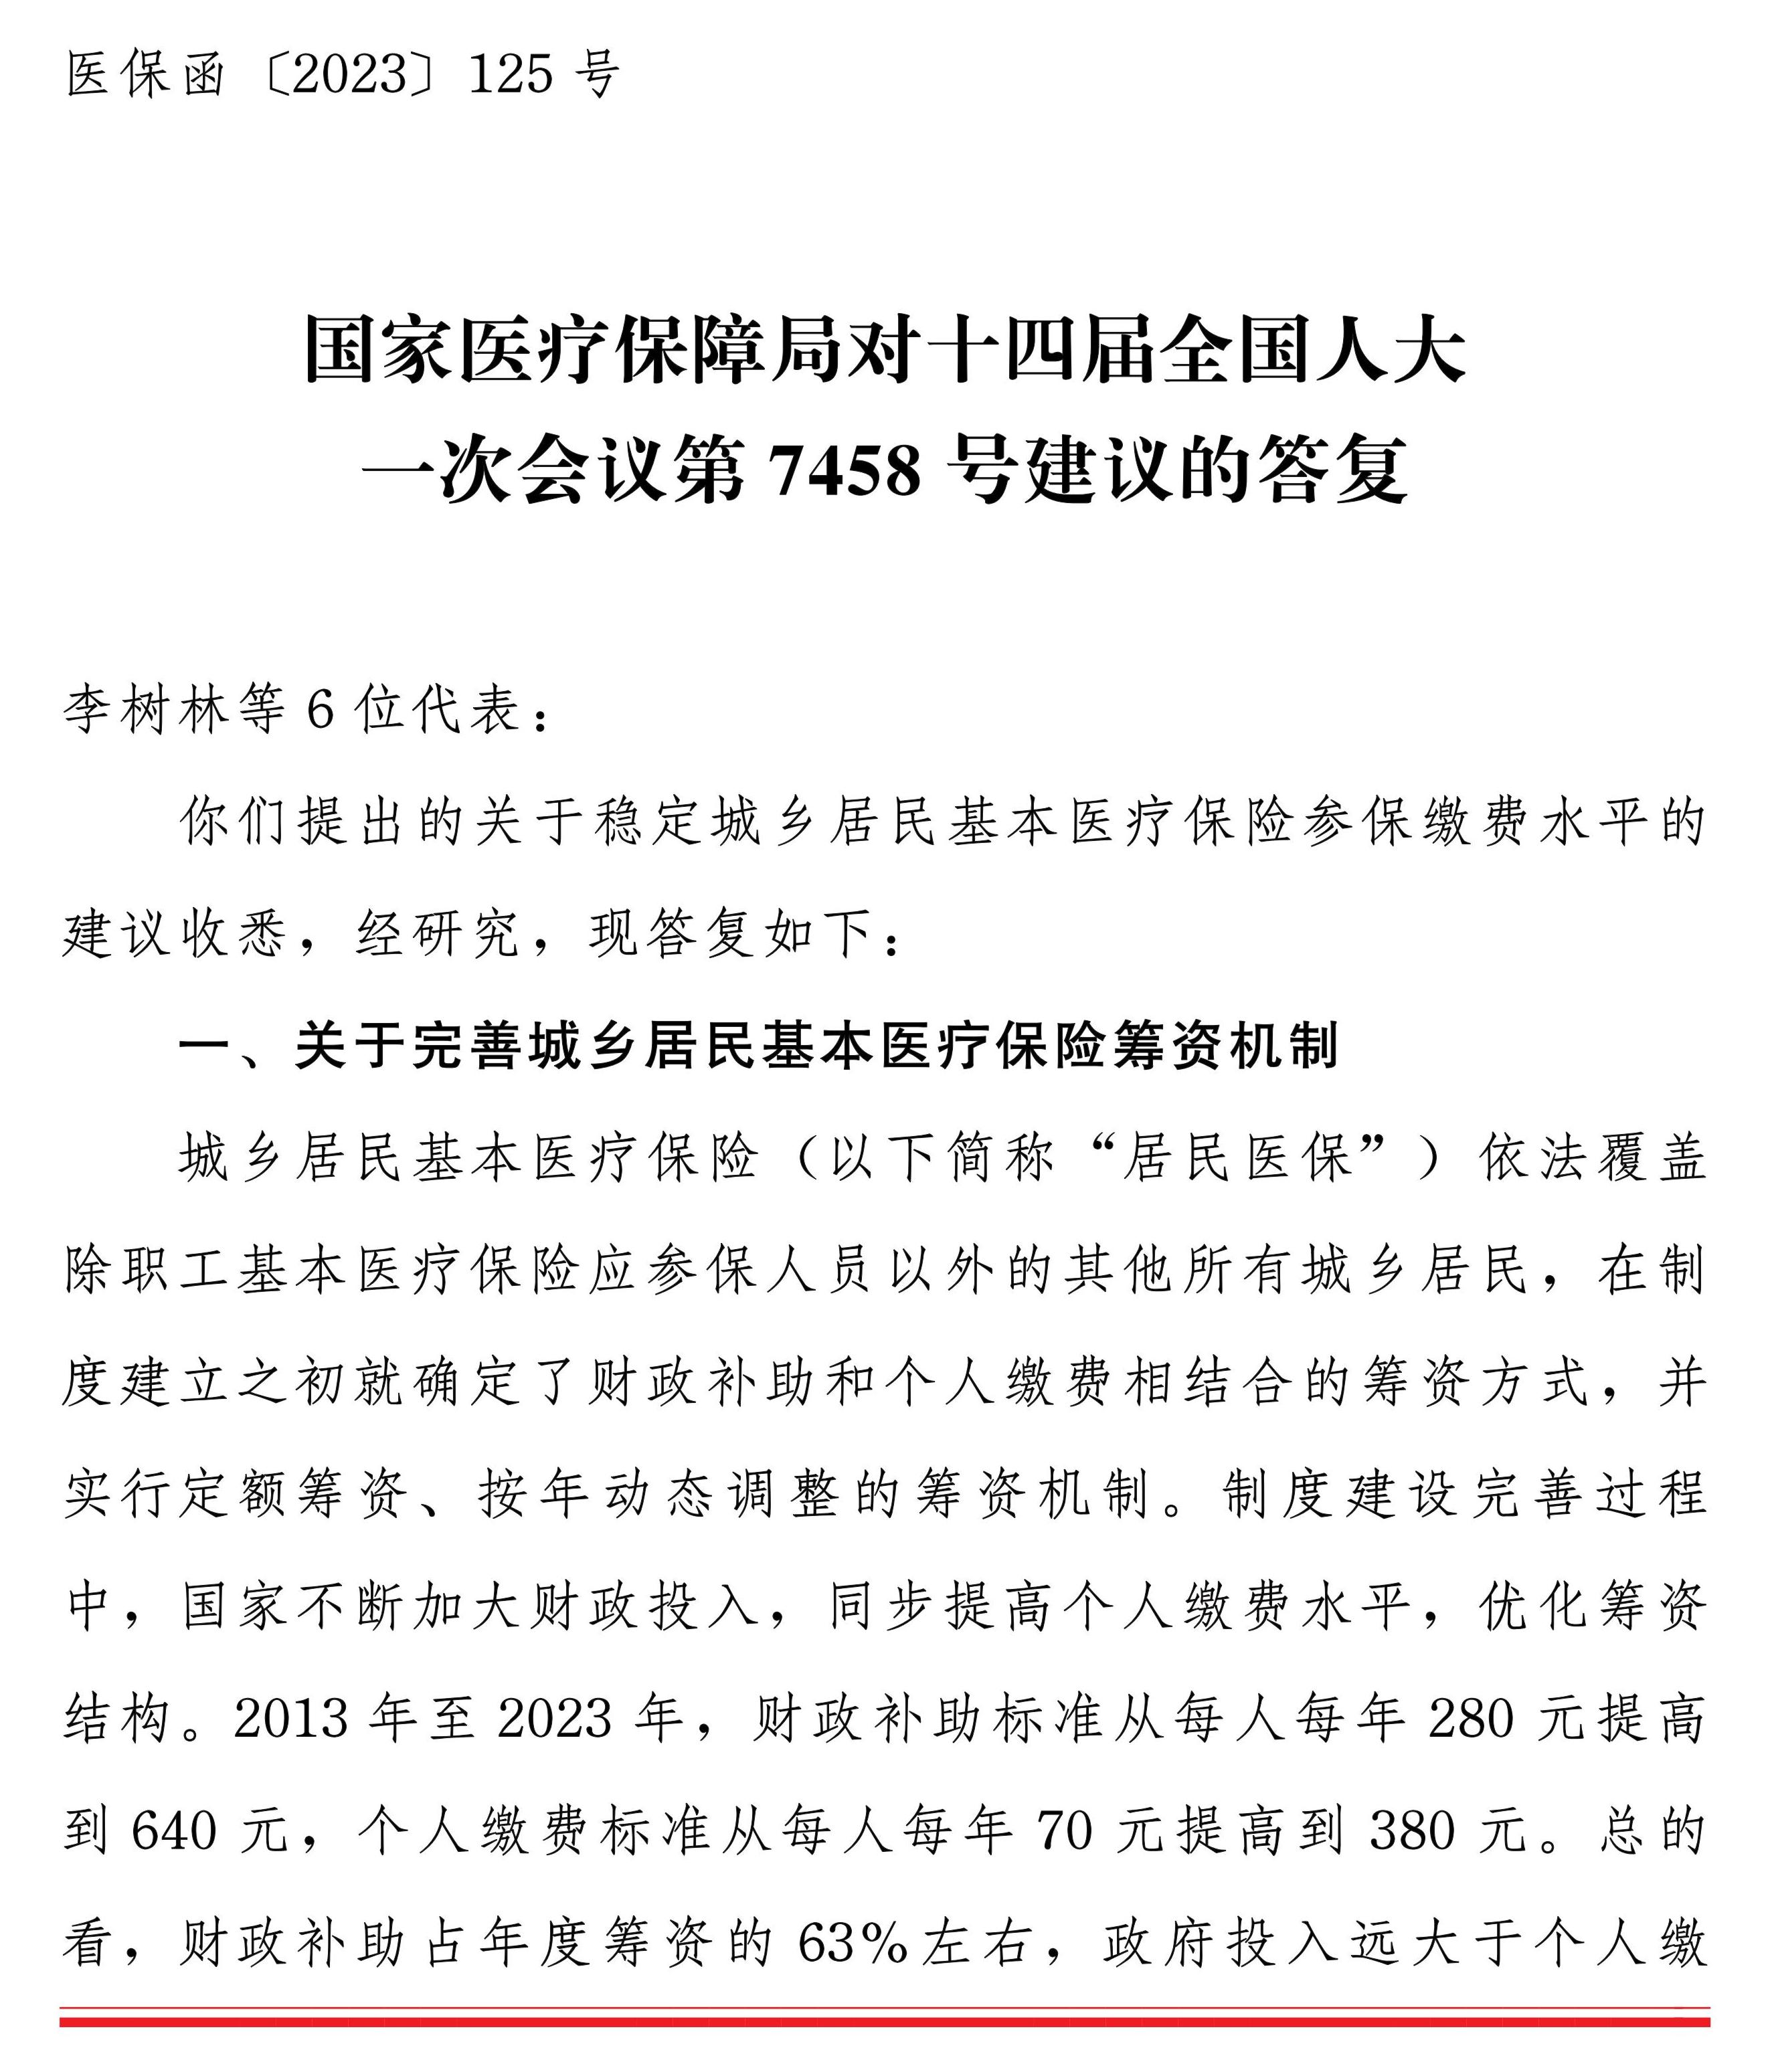 医保函〔2023〕125 号
国家医疗保障局对十四届全国人大
一次会议第 7458 号建议的答复
李树林等 6 位代表：
你们提出的关于稳定城乡居民基本医疗保险参保缴费水平的
建议收悉，经研究，现答复如下：
一、关于完善城乡居民基本医疗保险筹资机制
城乡居民基本医疗保险（以下简称“居民医保”）依法覆盖
除职工基本医疗保险应参保人员以外的其他所有城乡居民，在制
度建立之初就确定了财政补助和个人缴费相结合的筹资方式，并
实行定额筹资、按年动态调整的筹资机制。制度建设完善过程
中，国家不断加大财政投入，同步提高个人缴费水平，优化筹资
结构。2013 年至 2023 年，财政补助标准从每人每年 280 元提高
到 640 元，个人缴费标准从每人每年 70 元提高到 380 元。总的
看，财政补助占年度筹资的 63%左右，政府投入远大于个人缴